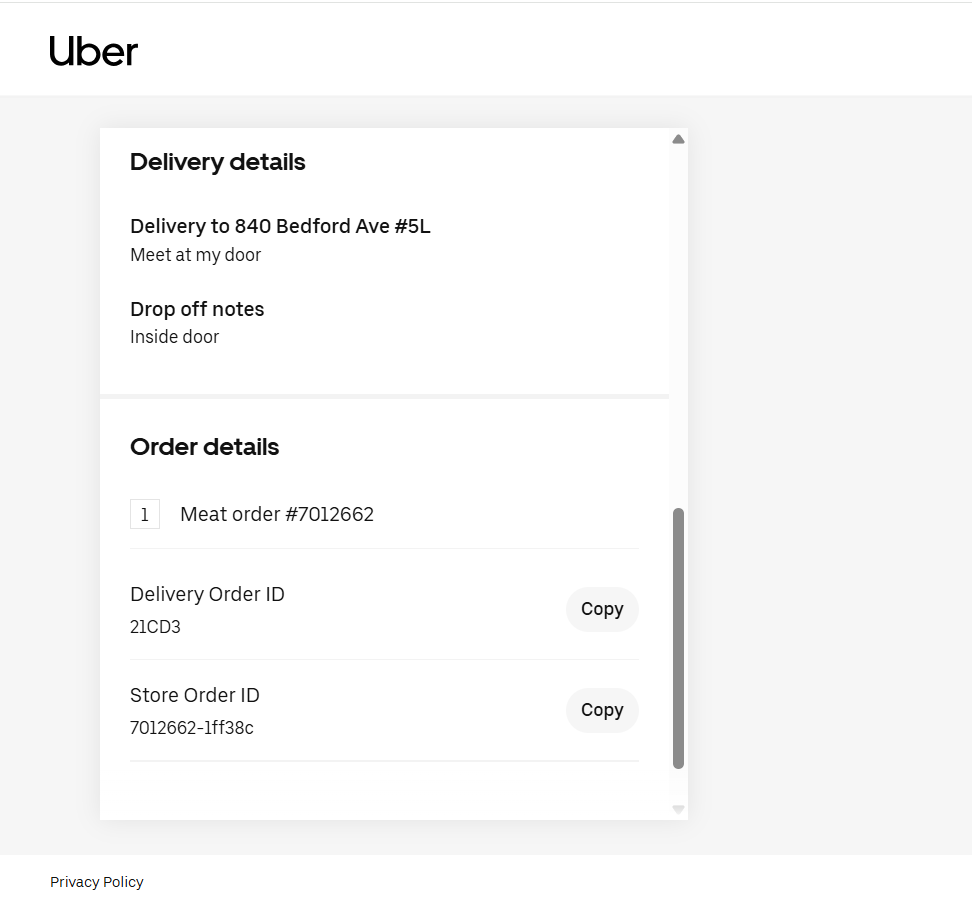 Uber
Delivery details
Delivery to 840 Bedford Ave #5L
Meet at my door
Drop off notes
Inside door
Order details
1 Meat order #7012662
Delivery Order ID
21CD3
Copy
Store Order ID
7012662-1ff38c
Copy
Privacy Policy